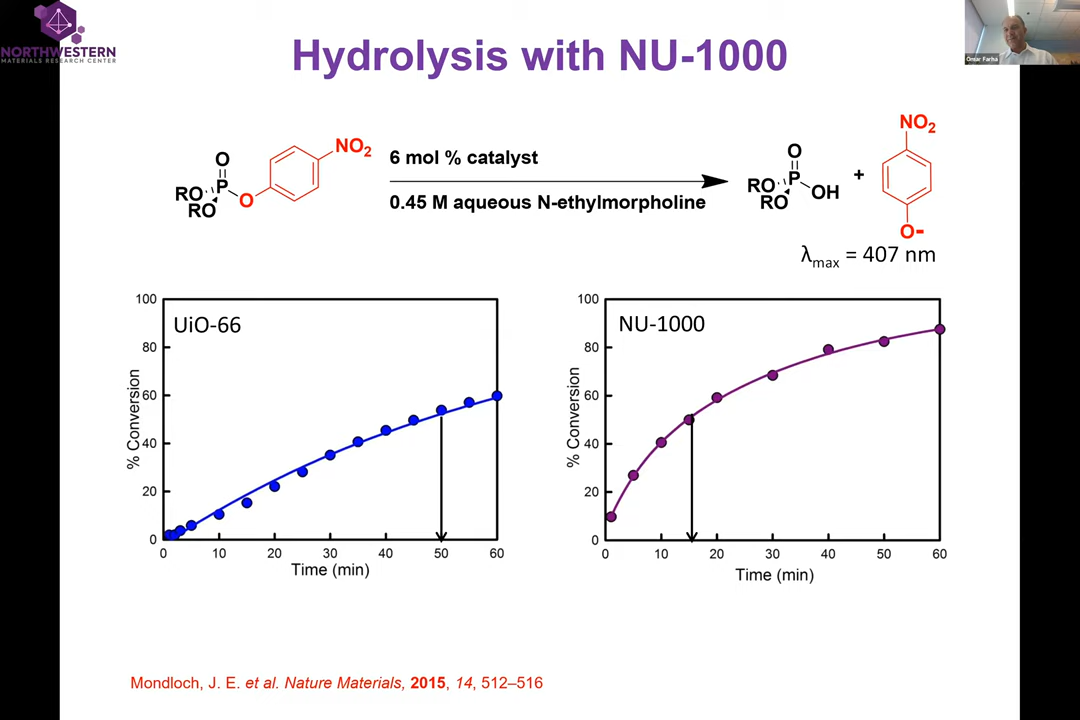 NORTHWESTERN
MATERIALS RESEARCH CENTER
Hydrolysis with NU-1000
Omar Farha
O
RO
P
RO
O
NO2
6 mol % catalyst
0.45 M aqueous N-ethylmorpholine
O
RO
P
OH
RO
+
NO2
O-
λmax = 407 nm
UiO-66
% Conversion
100
80
60
40
20
0
0 10 20 30 40 50 60
Time (min)
NU-1000
% Conversion
100
80
60
40
20
0
0 10 20 30 40 50 60
Time (min)
Mondloch, J. E. et al. Nature Materials, 2015, 14, 512–516